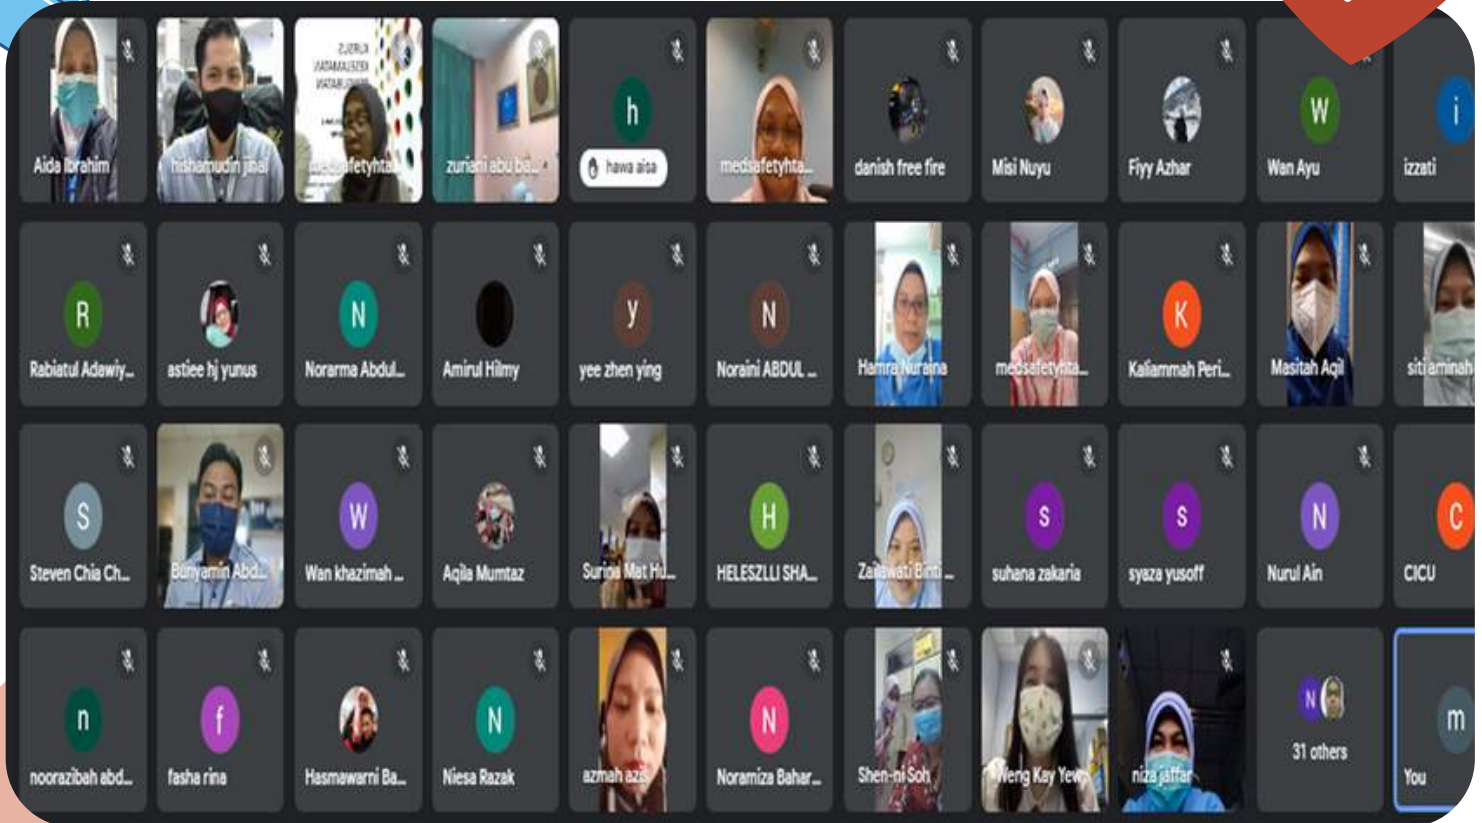 Aida Ibrahim
hishamudin jinal
medsafetyhta...
zuriani abu ba...
h
hawa aisa
medsafetyhta...
danish free fire
Misi Nuyu
Fiyy Azhar
W
Wan Ayu
i
izzati
R
Rabiatul Adawiy...
astiee hj yunus
N
Norarma Abdul...
Amirul Hilmy
y
yee zhen ying
N
Noraini ABDUL ...
Hamra Nuraina
medsafetyhta...
K
Kaliammah Peri...
Masitah Aqil
siti aminah
S
Steven Chia Ch...
Bunyamin Abd...
W
Wan khazimah ...
Aqila Mumtaz
Surina Mat Hu...
H
HELESZLLI SHA...
Zailawati Binti ...
s
suhana zakaria
s
syaza yusoff
N
Nurul Ain
C
CICU
n
noorazibah abd...
f
fasha rina
Hasmawarni Ba...
N
Niesa Razak
azmah azis
N
Noramiza Bahar...
Shen-ni Soh
Weng Kay Yew
niza jaffar
N
31 others
m
You